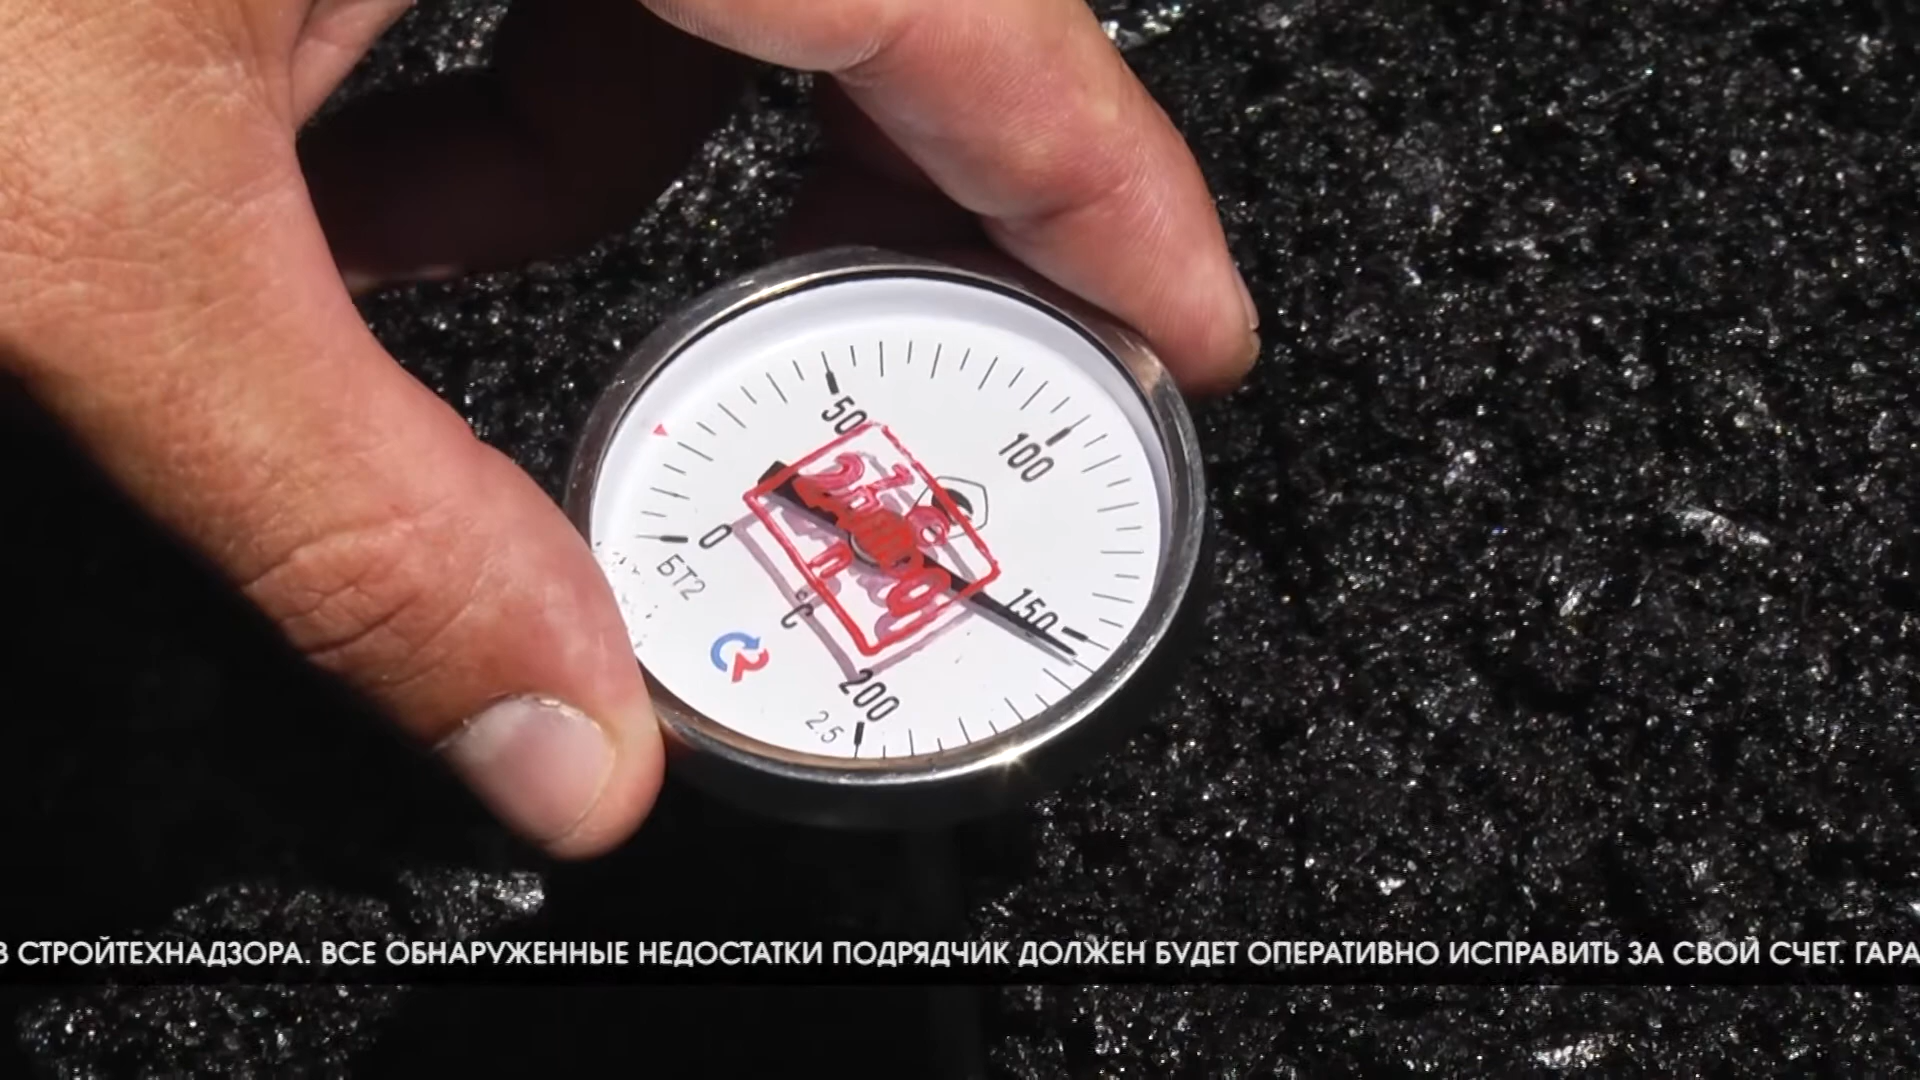 50
100
0
БТ2
150
°C
200
2,5
В СТРОЙТЕХНАДЗОРА. ВСЕ ОБНАРУЖЕННЫЕ НЕДОСТАТКИ ПОДРЯДЧИК ДОЛЖЕН БУДЕТ ОПЕРАТИВНО ИСПРАВИТЬ ЗА СВОЙ СЧЕТ. ГАРА